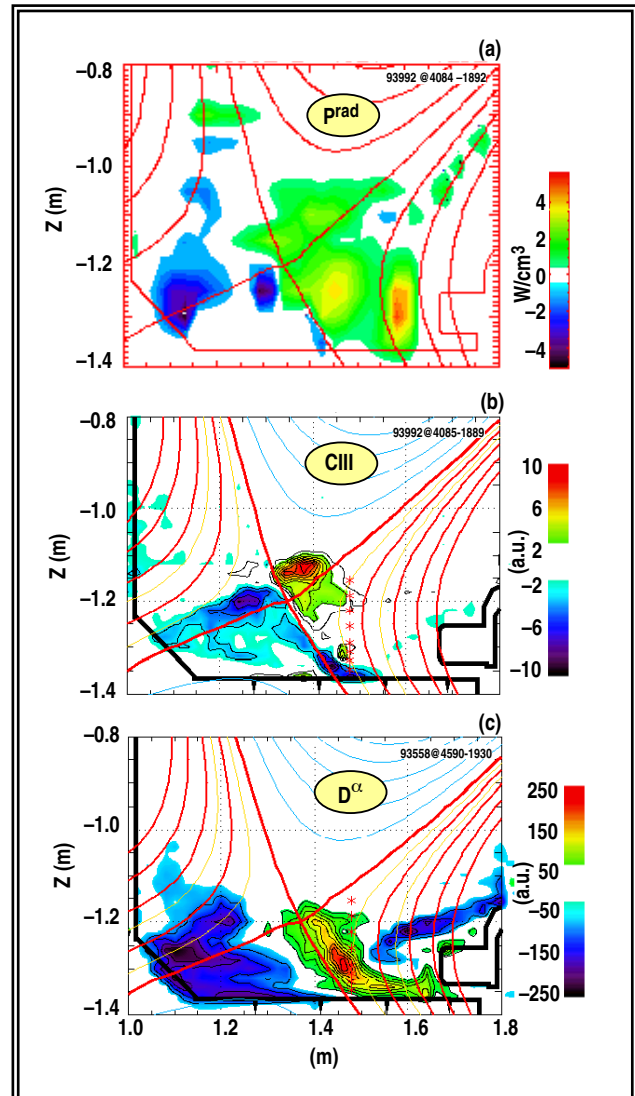 (a)
93992 @4084 –1892
P^rad
–0.8
–1.0
–1.2
–1.4
Z (m)
4
2
0
–2
–4
W/cm³
(b)
93992@4085-1889
CIII
–0.8
–1.0
–1.2
–1.4
Z (m)
10
6
2
–2
–6
–10
(a.u.)
(c)
93558@4590-1930
D^α
–0.8
–1.0
–1.2
–1.4
Z (m)
250
150
50
–50
–150
–250
(a.u.)
1.0 1.2 1.4 1.6 1.8
(m)